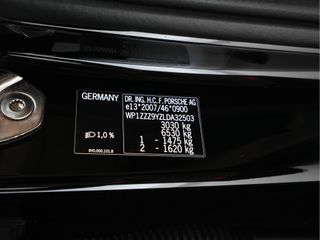 GERMANY
DR. ING. H.C. F. PORSCHE AG
e13*2007/46*0900
WP1ZZZ9YZLDA32503
3030 kg
6530 kg
1 - 1475 kg
2 - 1620 kg
1,0 %